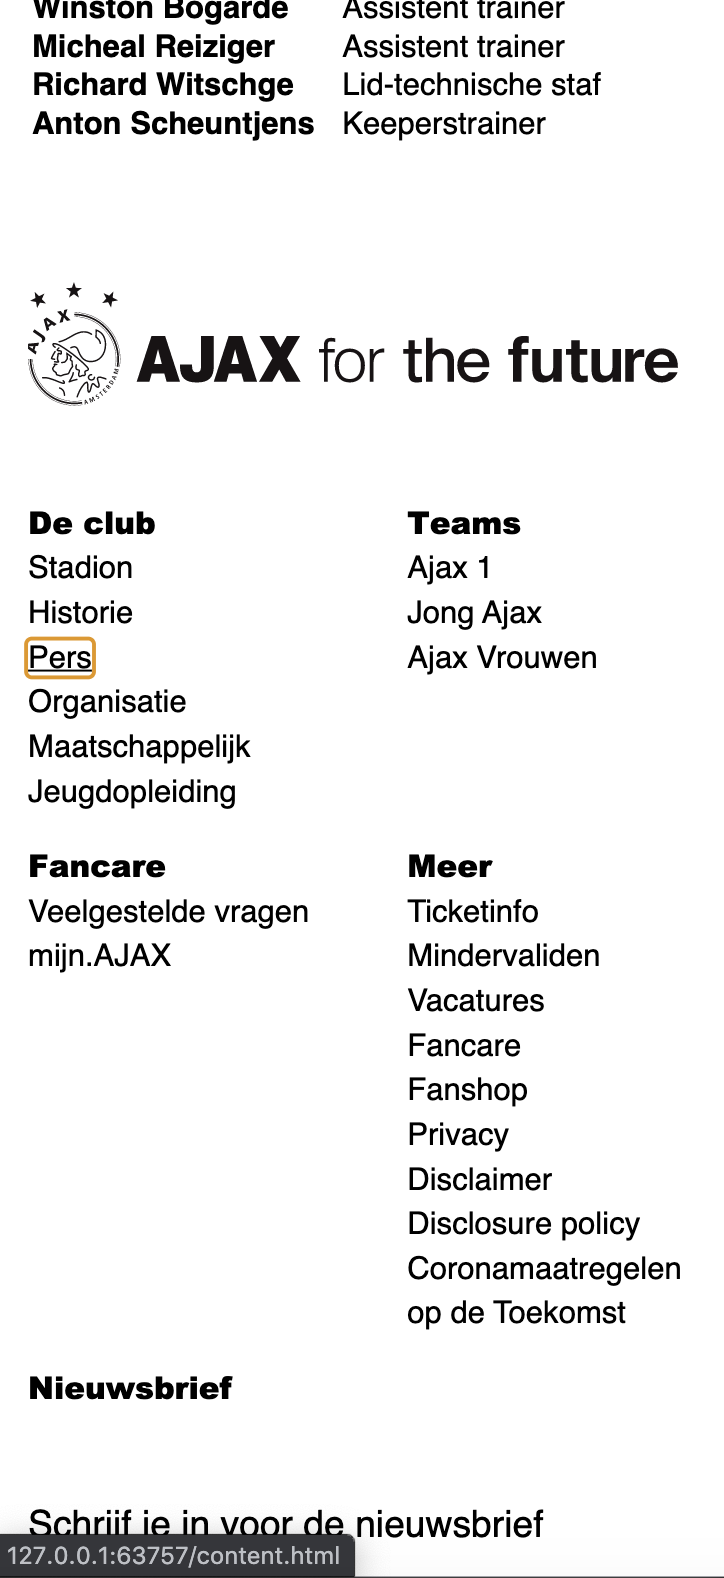 Winston Bogarde Assistent trainer
Micheal Reiziger Assistent trainer
Richard Witschge Lid-technische staf
Anton Scheuntjens Keeperstrainer
AJAX
AMSTERDAM
AJAX for the future
De club
Stadion
Historie
Pers
Organisatie
Maatschappelijk
Jeugdopleiding
Teams
Ajax 1
Jong Ajax
Ajax Vrouwen
Fancare
Veelgestelde vragen
mijn.AJAX
Meer
Ticketinfo
Mindervaliden
Vacatures
Fancare
Fanshop
Privacy
Disclaimer
Disclosure policy
Coronamaatregelen
op de Toekomst
Nieuwsbrief
Schrijf je in voor de nieuwsbrief
127.0.0.1:63757/content.html